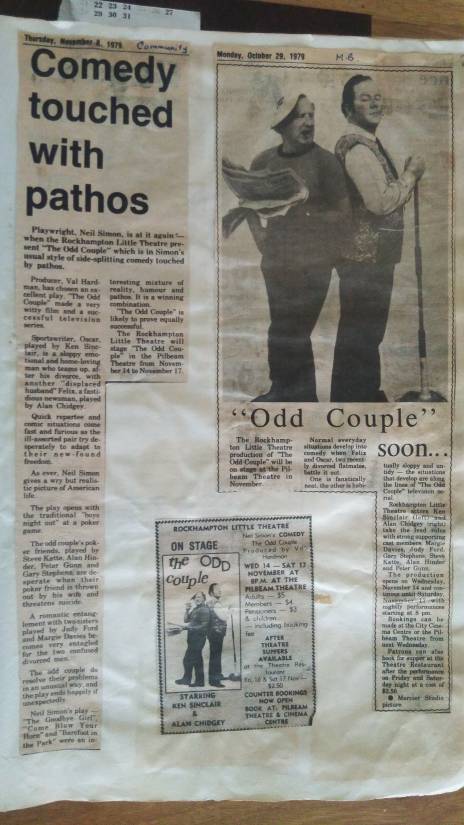 22 23 24
27
29 30 31
Thursday, November 8, 1979.
Community
Comedy
touched
with
pathos
Playwright, Neil Simon, is at it again —
when the Rockhampton Little Theatre pre-
sent "The Odd Couple" which is in Simon's
usual style of side-splitting comedy touched
by pathos.
Producer, Val Hard-
man, has chosen an ex-
cellent play. "The Odd
Couple" made a very
witty film and a suc-
cessful television
series.
Sportswriter, Oscar,
played by Ken Sinc-
lair, is a sloppy emo-
tional and home-loving
man who teams up, af-
ter his divorce, with
another "displaced
husband" Felix, a fast-
idious newsman, played
by Alan Chidgey.
Quick repartee and
comic situations come
fast and furious as the
ill-assorted pair try de-
sperately to adapt to
their new-found
freedom.
As ever, Neil Simon
gives a wry but realis-
tic picture of American
life.
The play opens with
the traditional "boys
night out" at a poker
game.
The odd couple's pok-
er friends, played by
Steve Katte, Alan Hin-
der, Peter Gunn and
Gary Stephens, are de-
sperate when their
poker friend is thrown
out by his wife and
threatens suicide.
A romantic entang-
lement with two sisters
played by Judy Ford
and Margie Davies be-
comes very entangled
for the two confused
divorced men.
The odd couple do
resolve their problems
in an unusual way, and
the play ends happily if
unexpectedly.
Neil Simon's play —
"The Goodbye Girl",
"Come Blow Your
Horn" and "Barefoot in
the Park" were an in-
teresting mixture of
reality, humour and
pathos. It is a winning
combination.
"The Odd Couple" is
likely to prove equally
successful.
The Rockhampton
Little Theatre will
stage "The Odd Cou-
ple" in the Pilbeam
Theatre from Novem-
ber 14 to November 17.
Monday, October 29, 1979
M.B.
"Odd Couple"
soon...
The Rockhamp-
ton Little Theatre
production of "The
Odd Couple" will be
on stage at the Pil-
beam Theatre in
November.
Normal everyday
situations develop into
comedy when Felix
and Oscar, two recent-
ly divorced flatmates,
battle it out.
One is fanatically
neat, the other is habi-
tually sloppy and un-
tidy — the situations
that develop are along
the lines of "The Odd
Couple" television se-
rial.
Rockhampton Little
Theatre actors Ken
Sinclair (left) and
Alan Chidgey (right)
take the lead roles
with strong supporting
cast members Margie
Davies, Judy Ford,
Gary Stephens, Steve
Katte, Alan Hinder
and Peter Gunn.
The production
opens on Wednesday,
November 14 and con-
tinues until Saturday,
November 17 with
nightly performances
starting at 8 pm.
Bookings can be
made at the City Cine-
ma Centre or the Pil-
beam Theatre from
next Wednesday.
Patrons can also
book for supper at the
Theatre Restaurant
after the performance
on Friday and Satur-
day night at a cost of
$2.50.
● Mercier Studio
picture.
ROCKHAMPTON LITTLE THEATRE
ON STAGE
the ODD
couple
STARRING
KEN SINCLAIR
&
ALAN CHIDGEY
Neil Simon's COMEDY
The Odd Couple
Produced by Val
Hardman
WED 14 — SAT 17
NOVEMBER AT
8P.M. AT THE
PILBEAM THEATRE
Adults — $5
Members — $4
Pensioners — $3
& children
— including booking
fee
AFTER
THEATRE
SUPPERS
AVAILABLE
at the Theatre Res-
taurant
Fri. 16 & Sat 17 Nov—
$2.50
COUNTER BOOKINGS
NOW OPEN
BOOK AT: PILBEAM
THEATRE & CINEMA
CENTRE